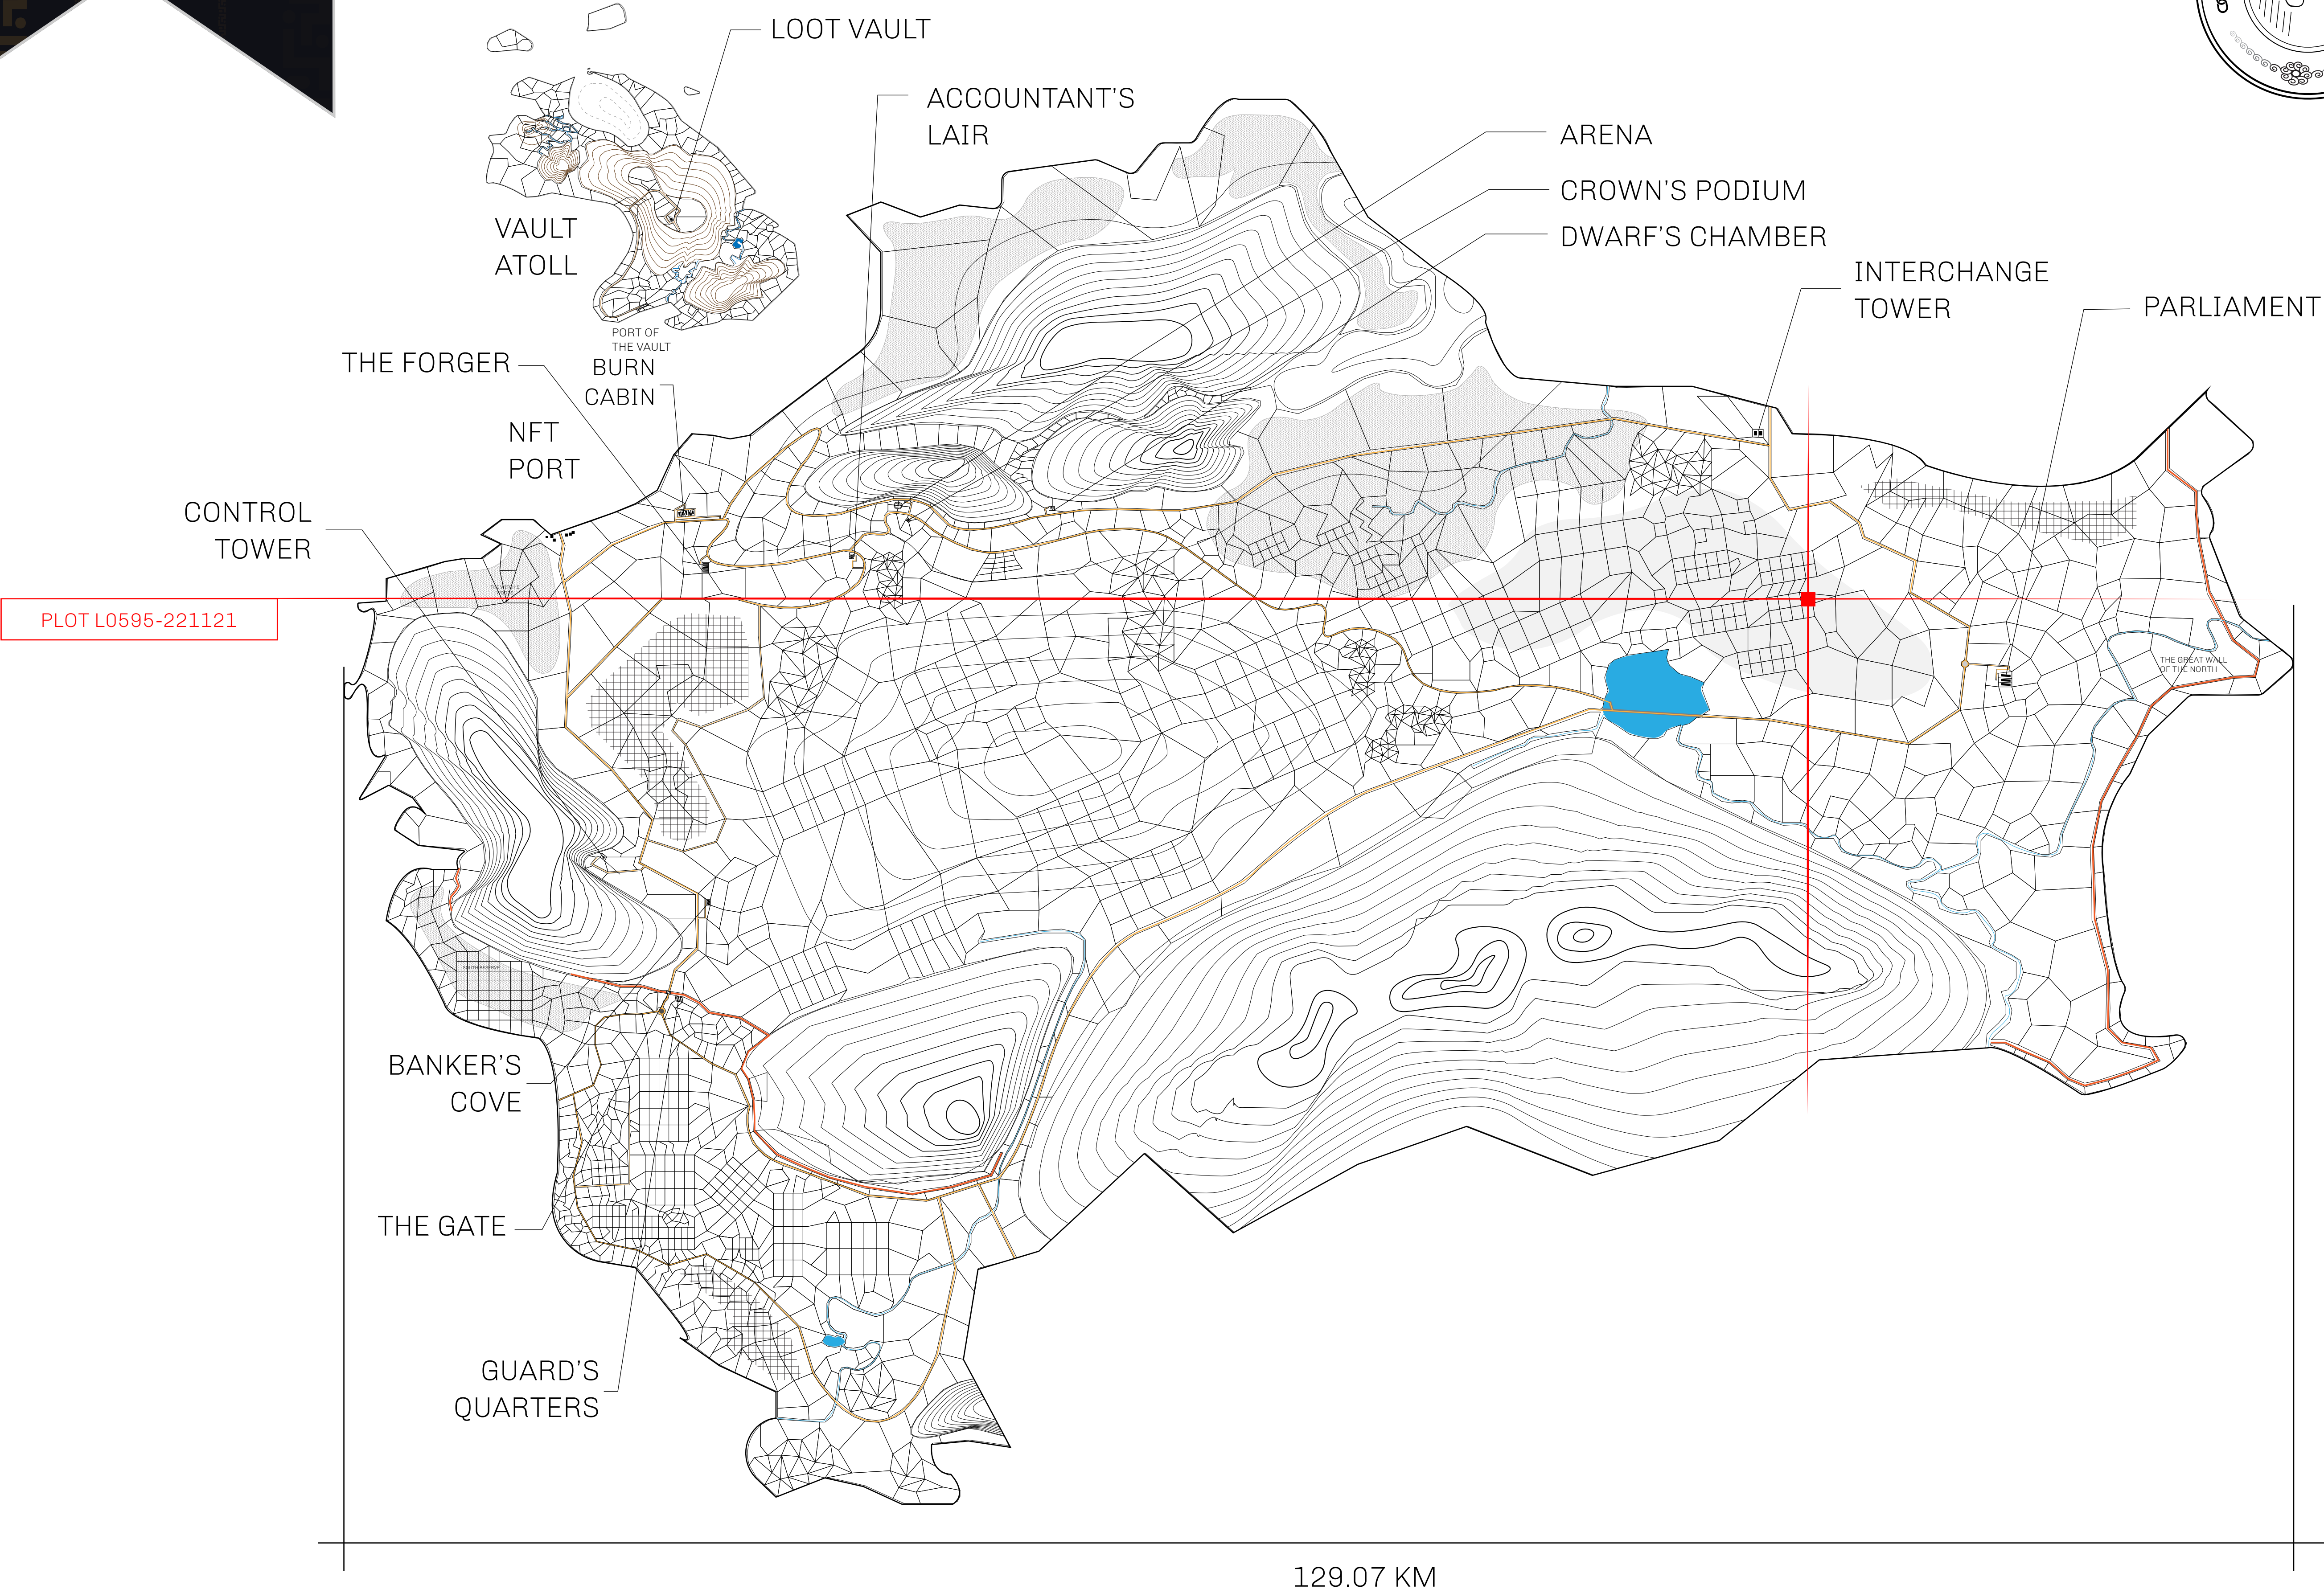 LOOT VAULT
ACCOUNTANT'S
LAIR
ARENA
CROWN'S PODIUM
DWARF'S CHAMBER
INTERCHANGE
TOWER
PARLIAMENT
VAULT
ATOLL
PORT OF
THE VAULT
THE FORGER
BURN
CABIN
NFT
PORT
CONTROL
TOWER
PLOT L0595-221121
THE GREAT WALL
OF THE NORTH
SOUTH RESERVE
BANKER'S
COVE
THE GATE
GUARD'S
QUARTERS
129.07 KM